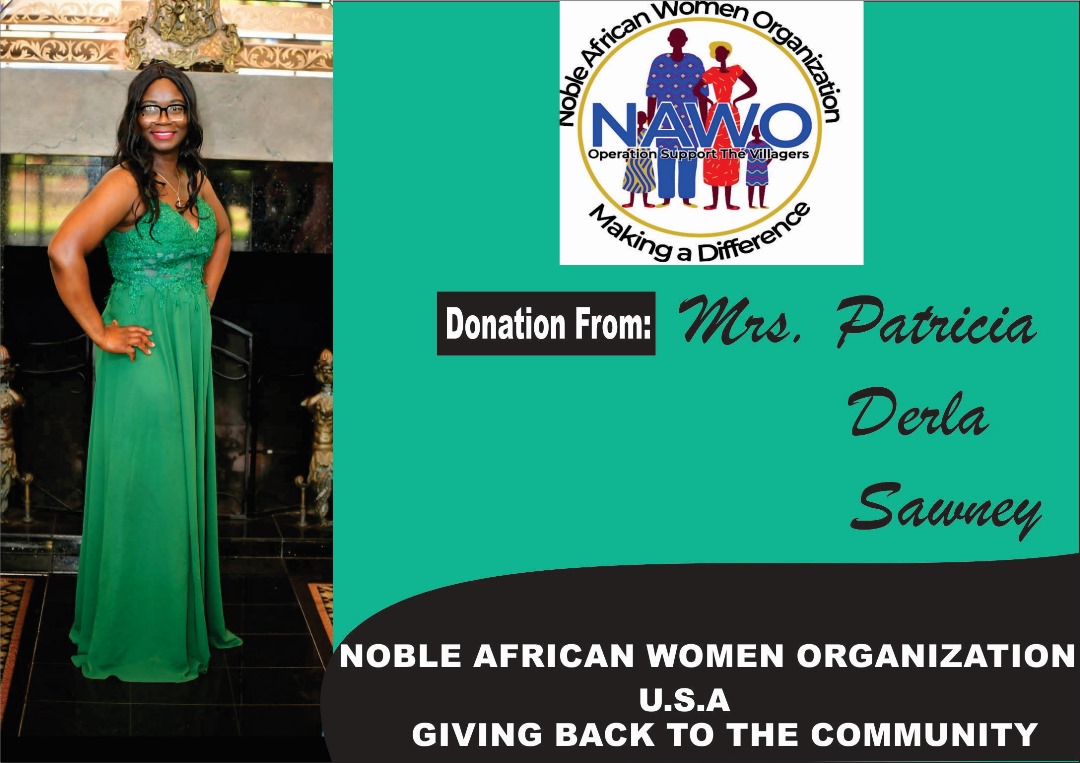 Noble African Women Organization
NAWO
Operation Support The Villagers
Making a Difference
Donation From: Mrs. Patricia
Derla
Sawney
NOBLE AFRICAN WOMEN ORGANIZATION
U.S.A
GIVING BACK TO THE COMMUNITY